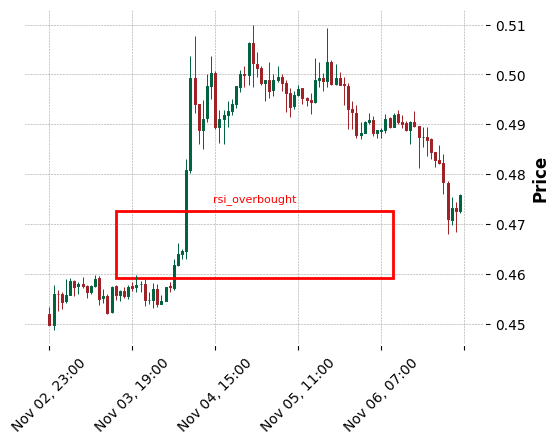 0.51
0.50
0.49
0.48
rsi_overbought
0.47
0.46
0.45
Price
Nov 02, 23:00
Nov 03, 19:00
Nov 04, 15:00
Nov 05, 11:00
Nov 06, 07:00